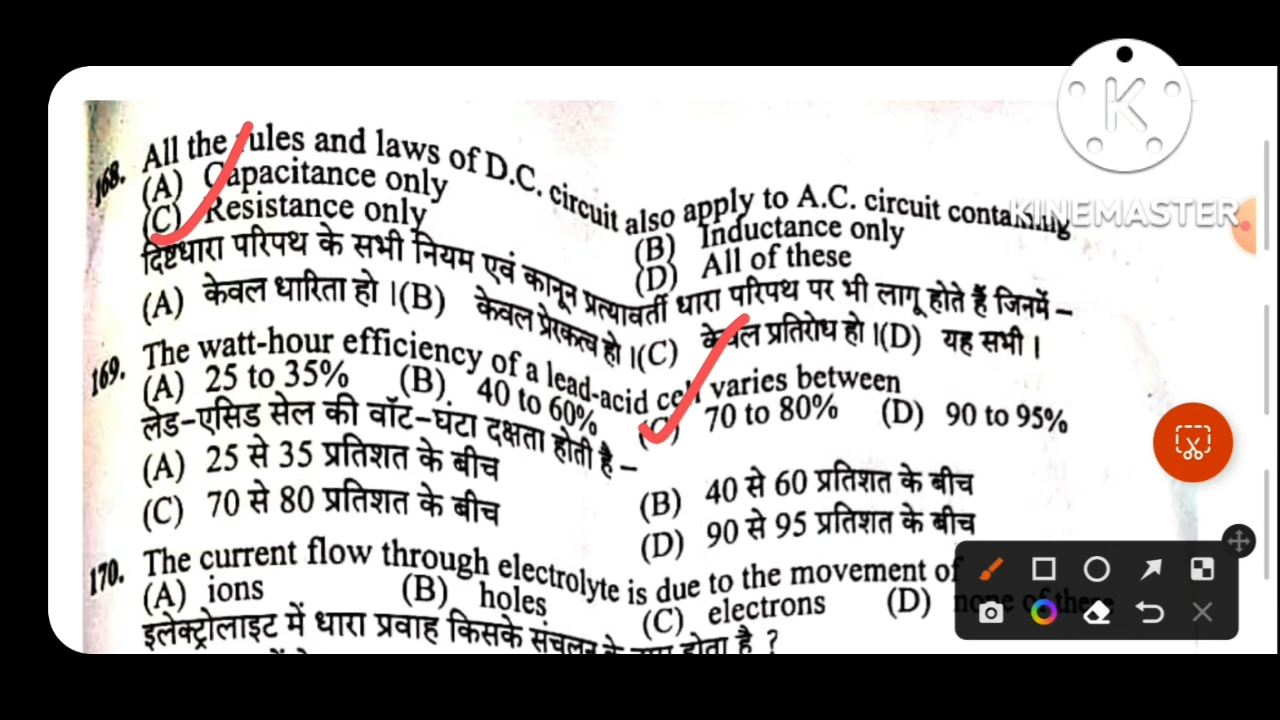 KINEMASTER
168. All the rules and laws of D.C. circuit also apply to A.C. circuit containing
(A) Capacitance only (B) Inductance only
(C) Resistance only (D) All of these
दिष्टधारा परिपथ के सभी नियम एवं कानून प्रत्यावर्ती धारा परिपथ पर भी लागू होते हैं जिनमें –
(A) केवल धारिता हो । (B) केवल प्रेरकत्व हो । (C) केवल प्रतिरोध हो । (D) यह सभी ।
169. The watt-hour efficiency of a lead-acid cell varies between
(A) 25 to 35% (B) 40 to 60% (C) 70 to 80% (D) 90 to 95%
लेड-एसिड सेल की वॉट-घंटा दक्षता होती है –
(A) 25 से 35 प्रतिशत के बीच (B) 40 से 60 प्रतिशत के बीच
(C) 70 से 80 प्रतिशत के बीच (D) 90 से 95 प्रतिशत के बीच
170. The current flow through electrolyte is due to the movement of
(A) ions (B) holes (C) electrons (D) none of these
इलेक्ट्रोलाइट में धारा प्रवाह किसके संचलन के होता है ?